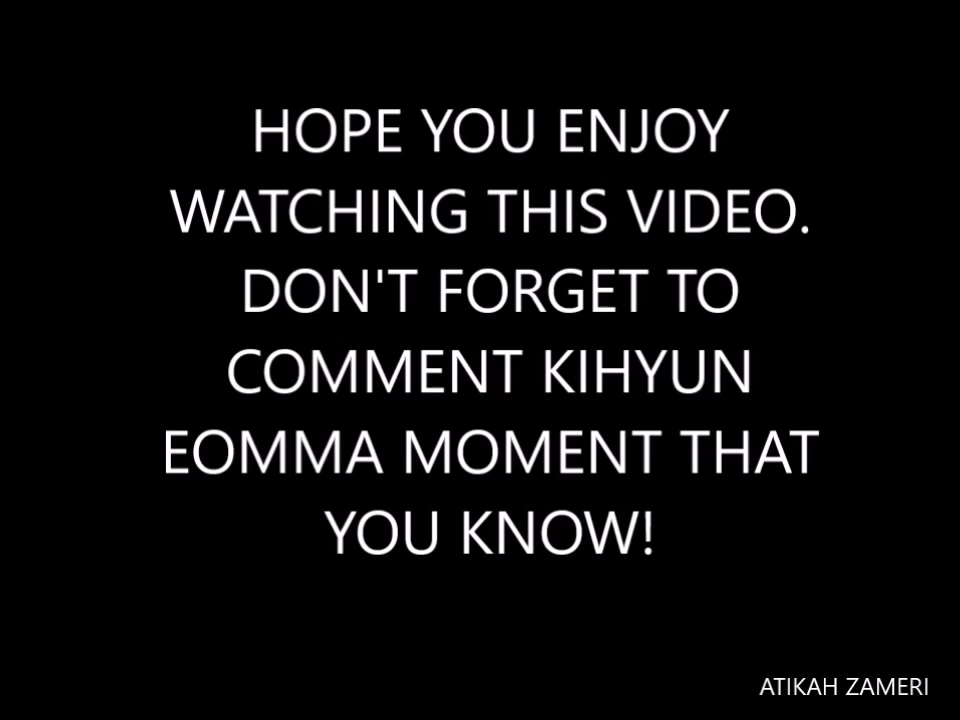 HOPE YOU ENJOY
WATCHING THIS VIDEO.
DON'T FORGET TO
COMMENT KIHYUN
EOMMA MOMENT THAT
YOU KNOW!
ATIKAH ZAMERI